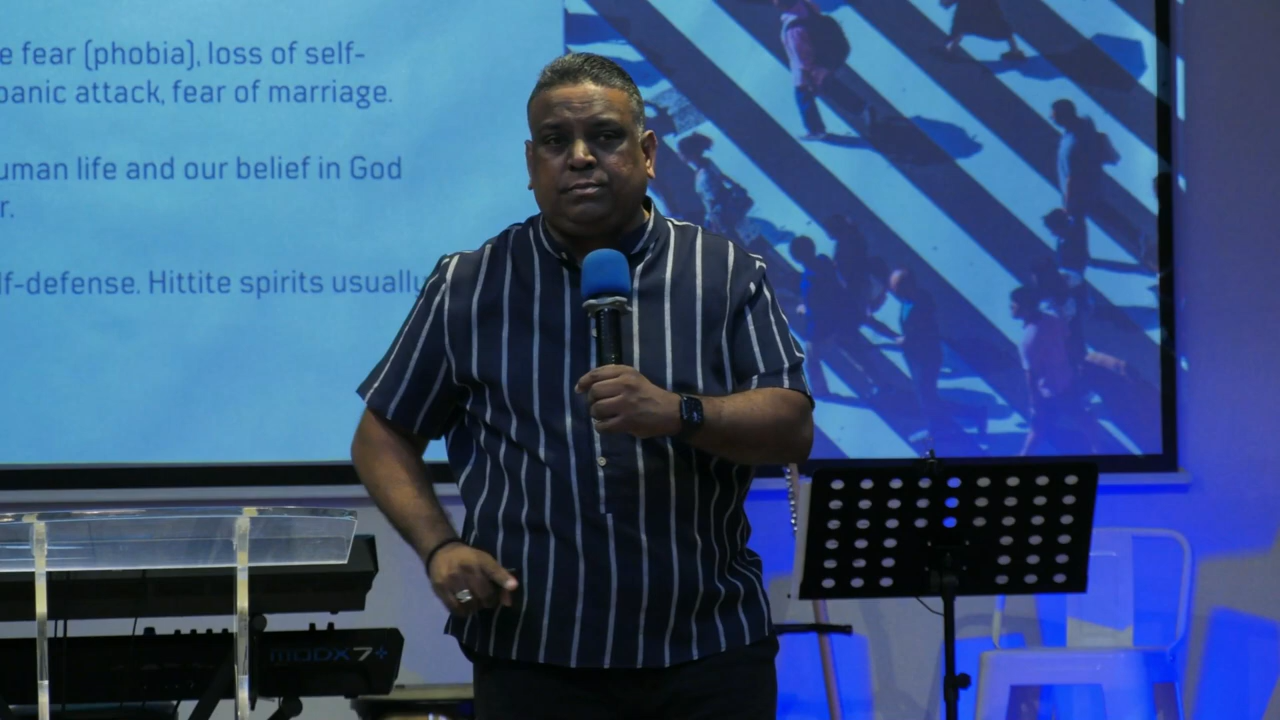 e fear (phobia), loss of self-
panic attack, fear of marriage.
uman life and our belief in God
r.
lf-defense. Hittite spirits usually
MODX7+